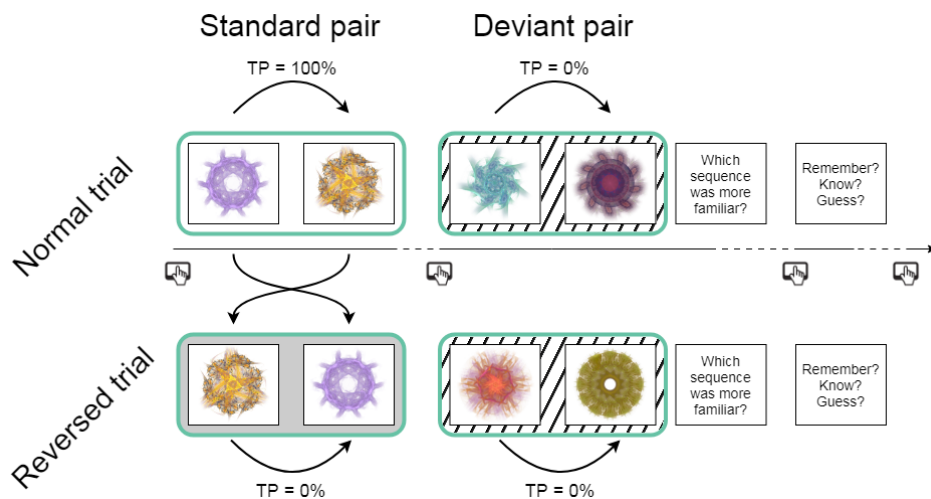 Standard pair
Deviant pair
TP = 100%
TP = 0%
Normal trial
Which
sequence
was more
familiar?
Remember?
Know?
Guess?
Reversed trial
Which
sequence
was more
familiar?
Remember?
Know?
Guess?
TP = 0%
TP = 0%